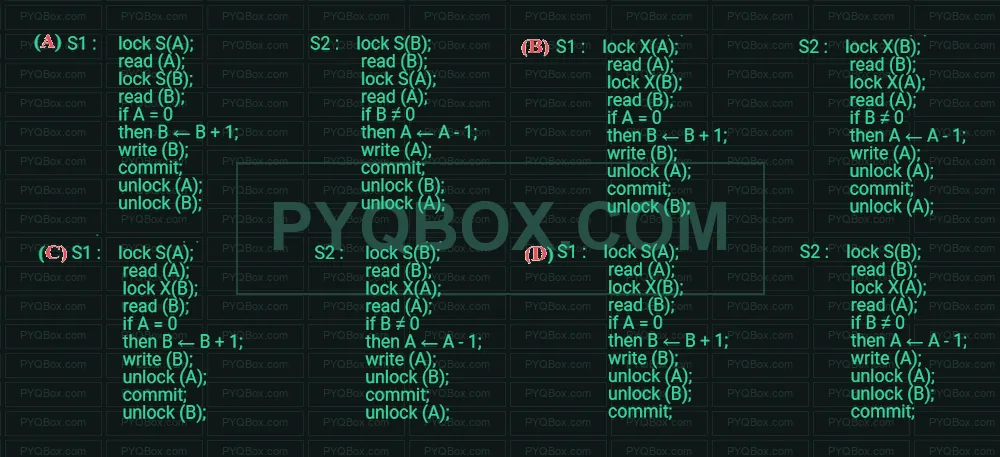 (A) S1 : lock S(A);
read (A);
lock S(B);
read (B);
if A = 0
then B ← B + 1;
write (B);
commit;
unlock (A);
unlock (B);
S2 : lock S(B);
read (B);
lock S(A);
read (A);
if B ≠ 0
then A ← A - 1;
write (A);
commit;
unlock (B);
unlock (A);
(B) S1 : lock X(A);
read (A);
lock X(B);
read (B);
if A = 0
then B ← B + 1;
write (B);
unlock (A);
commit;
unlock (B);
S2 : lock X(B);
read (B);
lock X(A);
read (A);
if B ≠ 0
then A ← A - 1;
write (A);
unlock (A);
commit;
unlock (A);
PYQBOX.COM
(C) S1 : lock S(A);
read (A);
lock X(B);
read (B);
if A = 0
then B ← B + 1;
write (B);
unlock (A);
commit;
unlock (B);
S2 : lock S(B);
read (B);
lock X(A);
read (A);
if B ≠ 0
then A ← A - 1;
write (A);
unlock (B);
commit;
unlock (A);
(D) S1 : lock S(A);
read (A);
lock X(B);
read (B);
if A = 0
then B ← B + 1;
write (B);
unlock (A);
unlock (B);
commit;
S2 : lock S(B);
read (B);
lock X(A);
read (A);
if B ≠ 0
then A ← A - 1;
write (A);
unlock (A);
unlock (B);
commit;